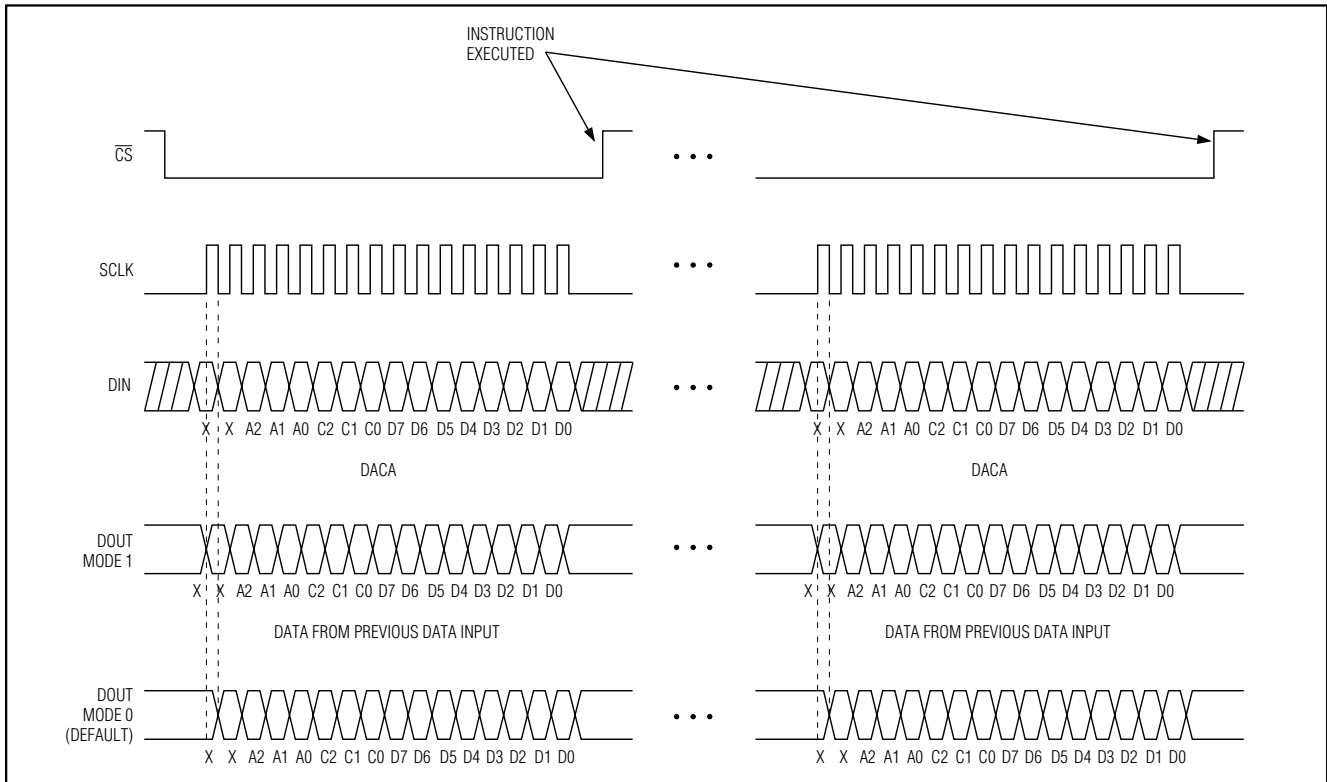 INSTRUCTION
EXECUTED
CS
• • •
SCLK
• • •
DIN
• • •
X X A2 A1 A0 C2 C1 C0 D7 D6 D5 D4 D3 D2 D1 D0
X X A2 A1 A0 C2 C1 C0 D7 D6 D5 D4 D3 D2 D1 D0
DACA
DACA
DOUT
MODE 1
• • •
X X A2 A1 A0 C2 C1 C0 D7 D6 D5 D4 D3 D2 D1 D0
X X A2 A1 A0 C2 C1 C0 D7 D6 D5 D4 D3 D2 D1 D0
DATA FROM PREVIOUS DATA INPUT
DATA FROM PREVIOUS DATA INPUT
DOUT
MODE 0
(DEFAULT)
• • •
X X A2 A1 A0 C2 C1 C0 D7 D6 D5 D4 D3 D2 D1 D0
X X A2 A1 A0 C2 C1 C0 D7 D6 D5 D4 D3 D2 D1 D0